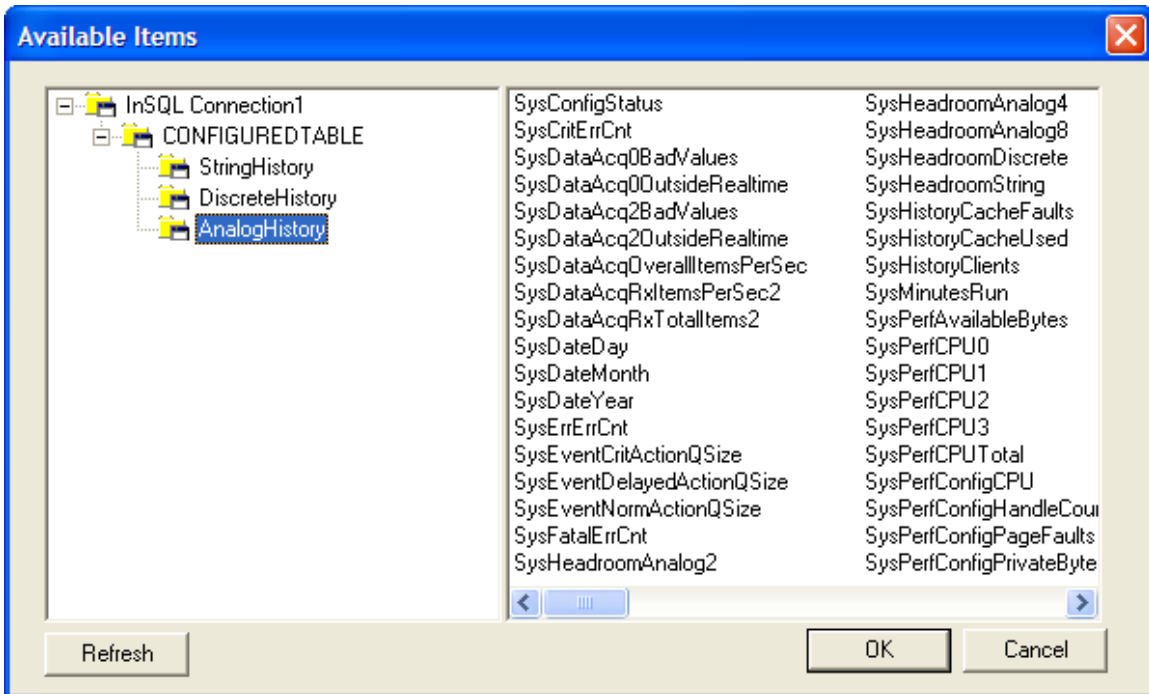 Available Items
InSQL Connection1
CONFIGUREDTABLE
StringHistory
DiscreteHistory
AnalogHistory
SysConfigStatus
SysCritErrCnt
SysDataAcq0BadValues
SysDataAcq0OutsideRealtime
SysDataAcq2BadValues
SysDataAcq2OutsideRealtime
SysDataAcqOverallItemsPerSec
SysDataAcqRxItemsPerSec2
SysDataAcqRxTotalItems2
SysDateDay
SysDateMonth
SysDateYear
SysErrErrCnt
SysEventCritActionQSize
SysEventDelayedActionQSize
SysEventNormActionQSize
SysFatalErrCnt
SysHeadroomAnalog2
SysHeadroomAnalog4
SysHeadroomAnalog8
SysHeadroomDiscrete
SysHeadroomString
SysHistoryCacheFaults
SysHistoryCacheUsed
SysHistoryClients
SysMinutesRun
SysPerfAvailableBytes
SysPerfCPU0
SysPerfCPU1
SysPerfCPU2
SysPerfCPU3
SysPerfCPUTotal
SysPerfConfigCPU
SysPerfConfigHandleCou
SysPerfConfigPageFaults
SysPerfConfigPrivateByte
Refresh
OK
Cancel